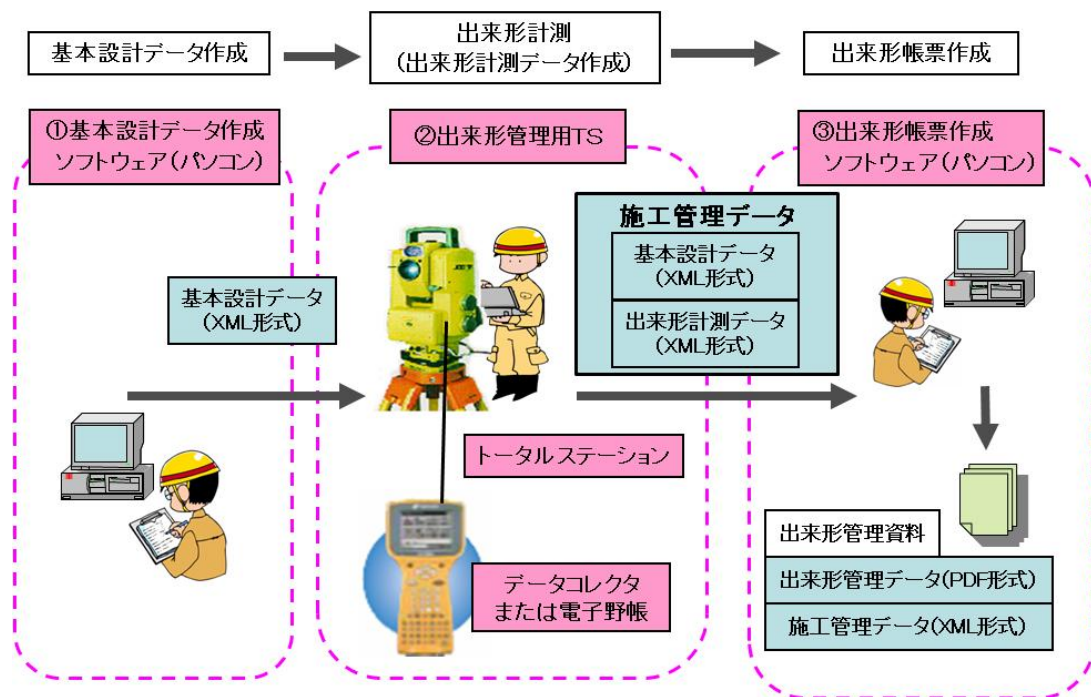 基本設計データ作成
出来形計測
(出来形計測データ作成)
出来形帳票作成
①基本設計データ作成
ソフトウェア(パソコン)
②出来形管理用TS
③出来形帳票作成
ソフトウェア(パソコン)
施工管理データ
基本設計データ
(XML形式)
出来形計測データ
(XML形式)
基本設計データ
(XML形式)
トータルステーション
データコレクタ
または電子野帳
出来形管理資料
出来形管理データ(PDF形式)
施工管理データ(XML形式)